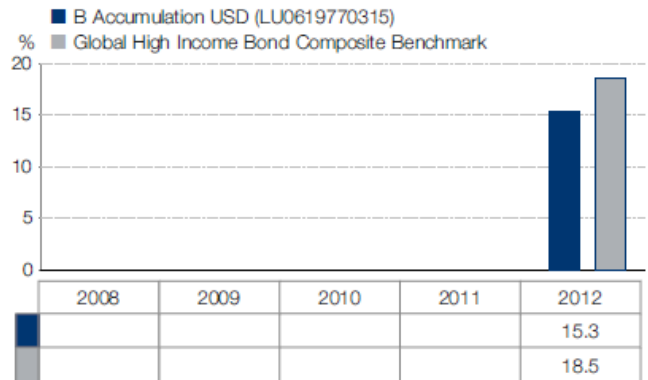 B Accumulation USD (LU0619770315)
% Global High Income Bond Composite Benchmark
20
15
10
5
0
2008 2009 2010 2011 2012
15.3
18.5